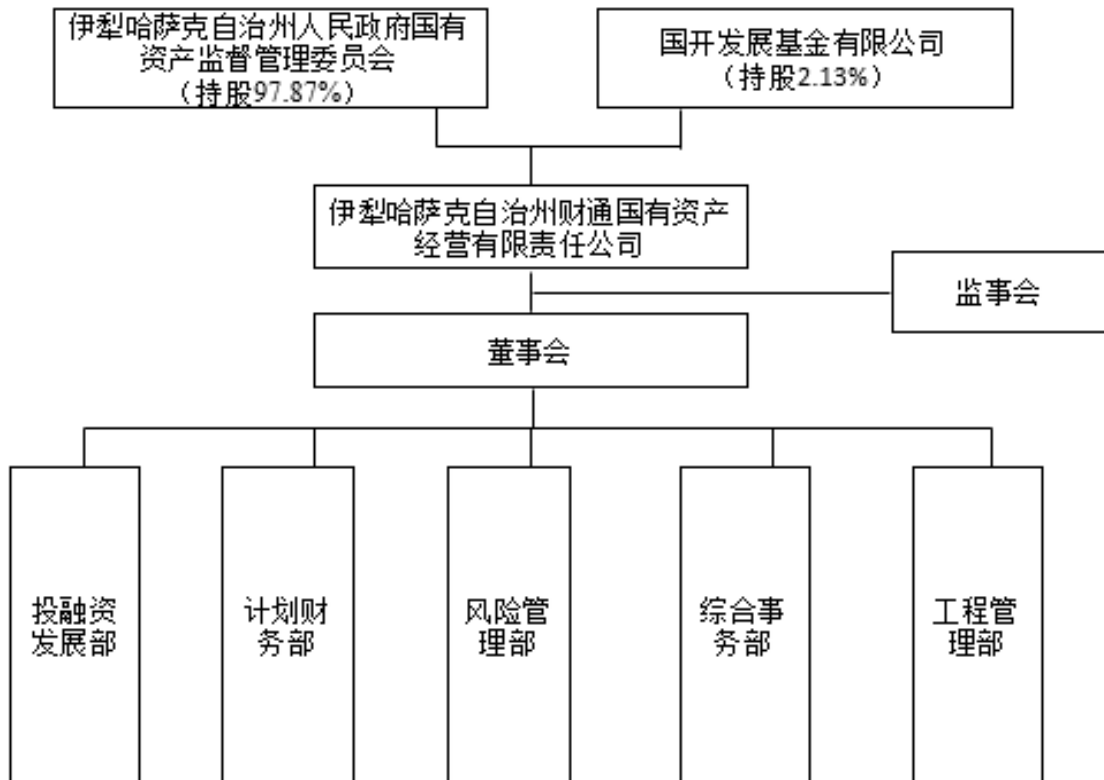 伊犁哈萨克自治州人民政府国有
资产监督管理委员会
（持股97.87%）
国开发展基金有限公司
（持股2.13%）
伊犁哈萨克自治州财通国有资产
经营有限责任公司
监事会
董事会
投融资
发展部
计划财
务部
风险管
理部
综合事
务部
工程管
理部